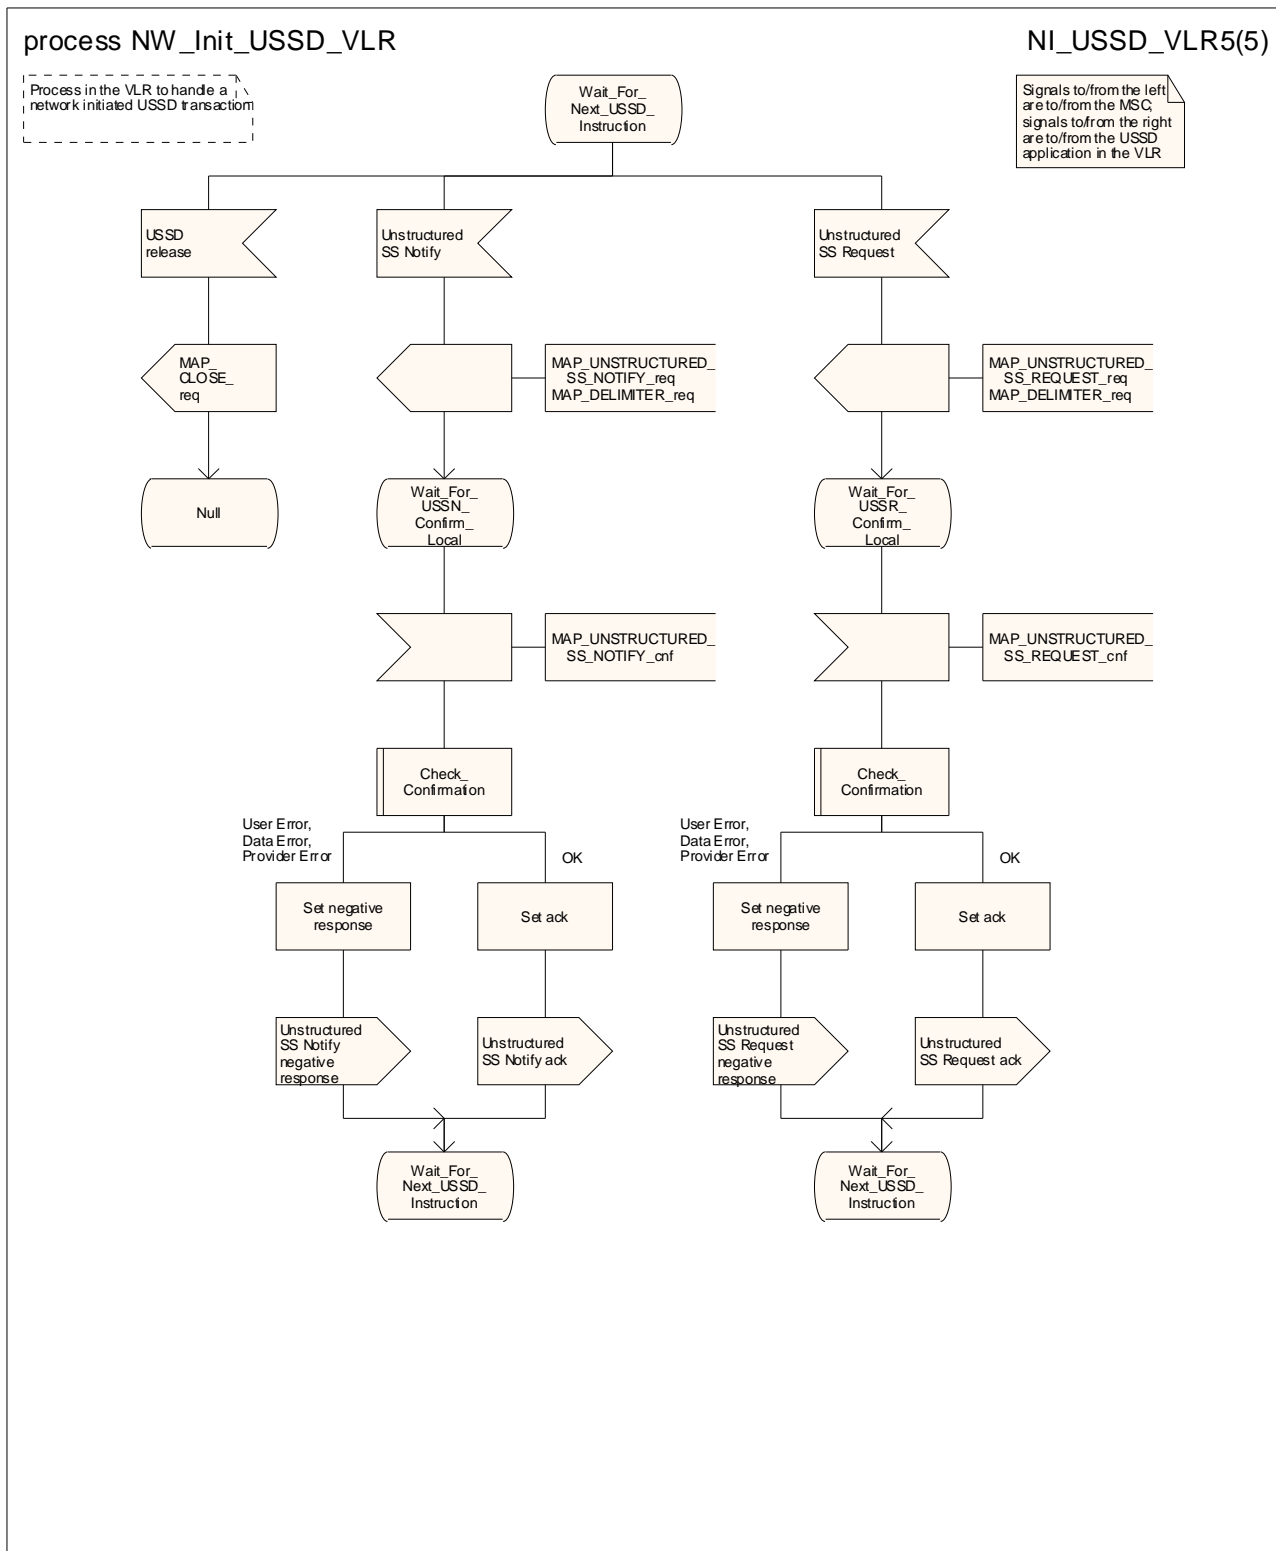 process NW_Init_USSD_VLR
NI_USSD_VLR5(5)
Process in the VLR to handle a
network initiated USSD transaction
Wait_For_
Next_USSD_
Instruction
Signals to/from the left
are to/from the MSC;
signals to/from the right
are to/from the USSD
application in the VLR
USSD
release
Unstructured
SS Notify
Unstructured
SS Request
MAP_
CLOSE_
req
MAP_UNSTRUCTURED_
SS_NOTIFY_req
MAP_DELIMITER_req
MAP_UNSTRUCTURED_
SS_REQUEST_req
MAP_DELIMITER_req
Null
Wait_For_
USSN_
Confirm_
Local
Wait_For_
USSR_
Confirm_
Local
MAP_UNSTRUCTURED_
SS_NOTIFY_cnf
MAP_UNSTRUCTURED_
SS_REQUEST_cnf
Check_
Confirmation
Check_
Confirmation
User Error,
Data Error,
Provider Error
OK
User Error,
Data Error,
Provider Error
OK
Set negative
response
Set ack
Set negative
response
Set ack
Unstructured
SS Notify
negative
response
Unstructured
SS Notify ack
Unstructured
SS Request
negative
response
Unstructured
SS Request ack
Wait_For_
Next_USSD_
Instruction
Wait_For_
Next_USSD_
Instruction